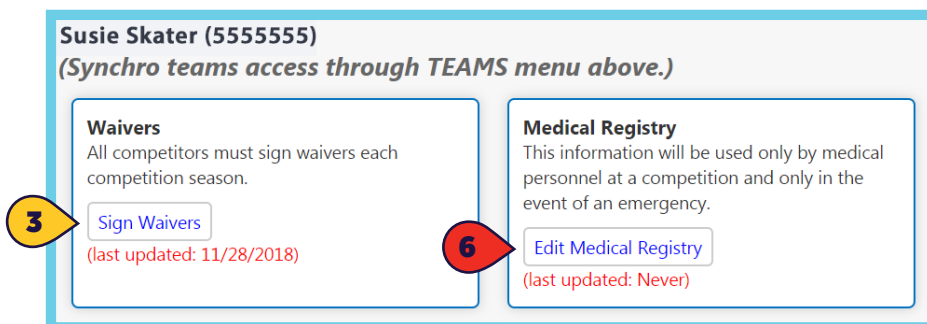 Susie Skater (5555555)
(Synchro teams access through TEAMS menu above.)
Waivers
All competitors must sign waivers each
competition season.
3
Sign Waivers
(last updated: 11/28/2018)
Medical Registry
This information will be used only by medical
personnel at a competition and only in the
event of an emergency.
6
Edit Medical Registry
(last updated: Never)